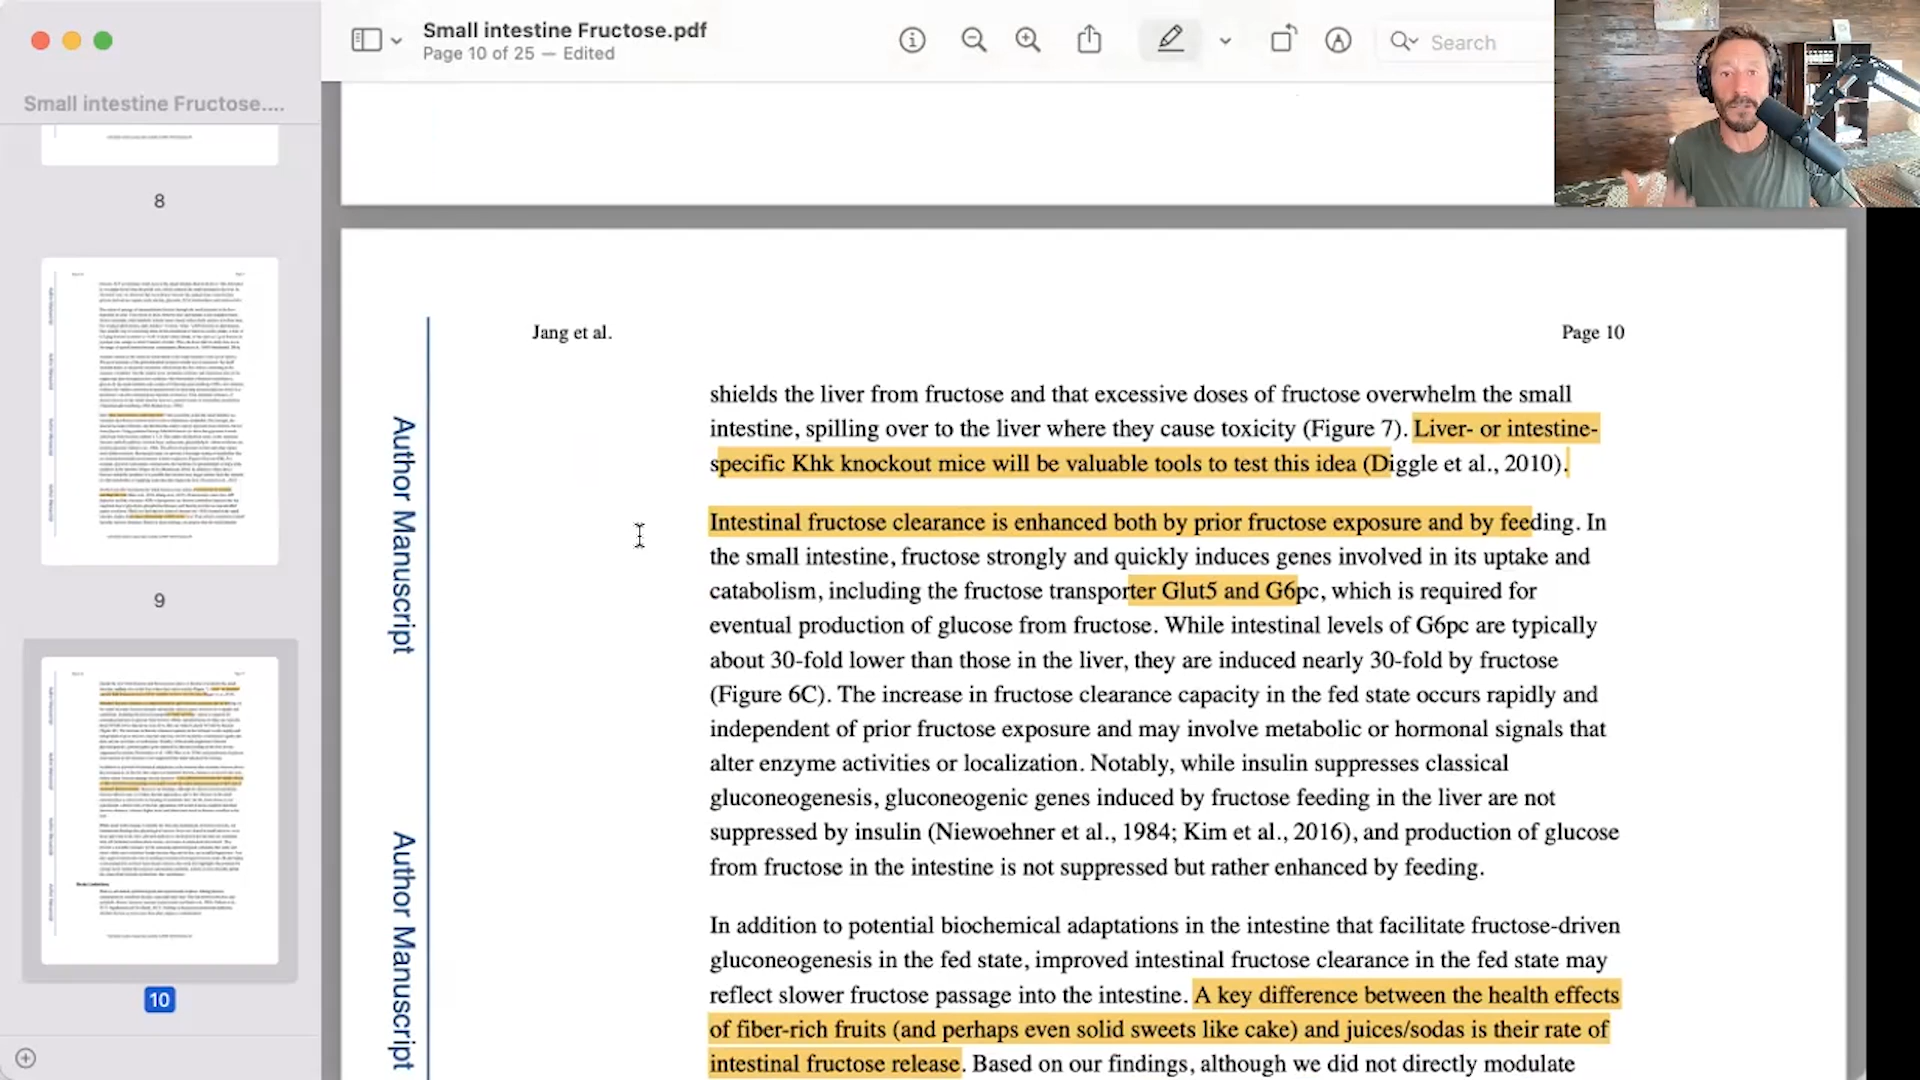 Small intestine Fructose.pdf
Page 10 of 25 — Edited
Search
Small intestine Fructose....
8
9
10
Jang et al.
Page 10
shields the liver from fructose and that excessive doses of fructose overwhelm the small
intestine, spilling over to the liver where they cause toxicity (Figure 7). Liver- or intestine-
specific Khk knockout mice will be valuable tools to test this idea (Diggle et al., 2010).
Intestinal fructose clearance is enhanced both by prior fructose exposure and by feeding. In
the small intestine, fructose strongly and quickly induces genes involved in its uptake and
catabolism, including the fructose transporter Glut5 and G6pc, which is required for
eventual production of glucose from fructose. While intestinal levels of G6pc are typically
about 30-fold lower than those in the liver, they are induced nearly 30-fold by fructose
(Figure 6C). The increase in fructose clearance capacity in the fed state occurs rapidly and
independent of prior fructose exposure and may involve metabolic or hormonal signals that
alter enzyme activities or localization. Notably, while insulin suppresses classical
gluconeogenesis, gluconeogenic genes induced by fructose feeding in the liver are not
suppressed by insulin (Niewoehner et al., 1984; Kim et al., 2016), and production of glucose
from fructose in the intestine is not suppressed but rather enhanced by feeding.
In addition to potential biochemical adaptations in the intestine that facilitate fructose-driven
gluconeogenesis in the fed state, improved intestinal fructose clearance in the fed state may
reflect slower fructose passage into the intestine. A key difference between the health effects
of fiber-rich fruits (and perhaps even solid sweets like cake) and juices/sodas is their rate of
intestinal fructose release. Based on our findings, although we did not directly modulate
Author Manuscript
Author Manuscript